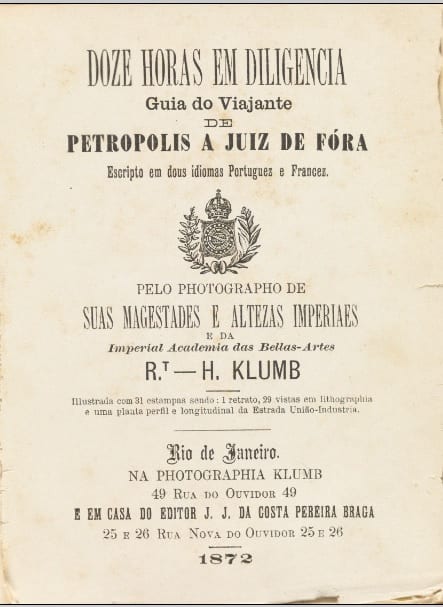 DOZE HORAS EM DILIGENCIA
Guia do Viajante
DE
PETROPOLIS A JUIZ DE FÓRA
Escripto em dous idiomas Portuguez e Francez.
PELO PHOTOGRAPHO DE
SUAS MAGESTADES E ALTEZAS IMPERIAES
E DA
Imperial Academia das Bellas-Artes
R.T — H. KLUMB
Illustrada com 31 estampas sendo : 1 retrato, 29 vistas em lithographia
e uma planta perfil e longitudinal da Estrada União-Industria.
Rio de Janeiro.
NA PHOTOGRAPHIA KLUMB
49 RUA DO OUVIDOR 49
E EM CASA DO EDITOR J. J. DA COSTA PEREIRA BRAGA
25 E 26 RUA NOVA DO OUVIDOR 25 E 26
1872